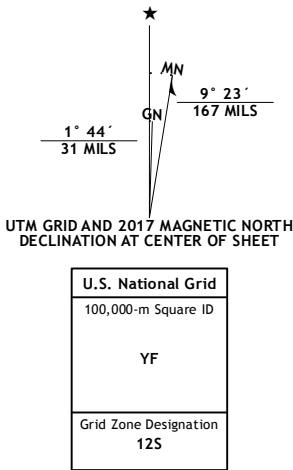 ★
MN
GN
9° 23´
167 MILS
1° 44´
31 MILS
UTM GRID AND 2017 MAGNETIC NORTH
DECLINATION AT CENTER OF SHEET
U.S. National Grid
100,000-m Square ID
YF
Grid Zone Designation
12S